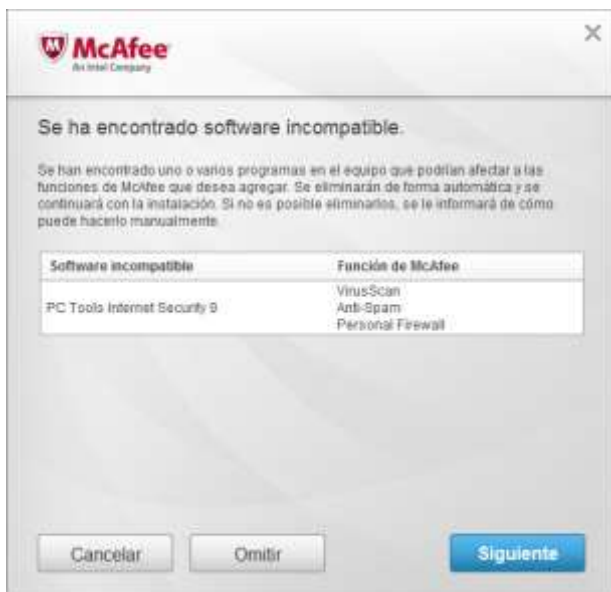 McAfee
An Intel Company
Se ha encontrado software incompatible.
Se han encontrado uno o varios programas en el equipo que podrían afectar a las
funciones de McAfee que desea agregar. Se eliminarán de forma automática y se
continuará con la instalación. Si no es posible eliminarlos, se le informará de cómo
puede hacerlo manualmente.
Software incompatible Función de McAfee
PC Tools Internet Security 9 VirusScan
Anti-Spam
Personal Firewall
Cancelar Omitir Siguiente